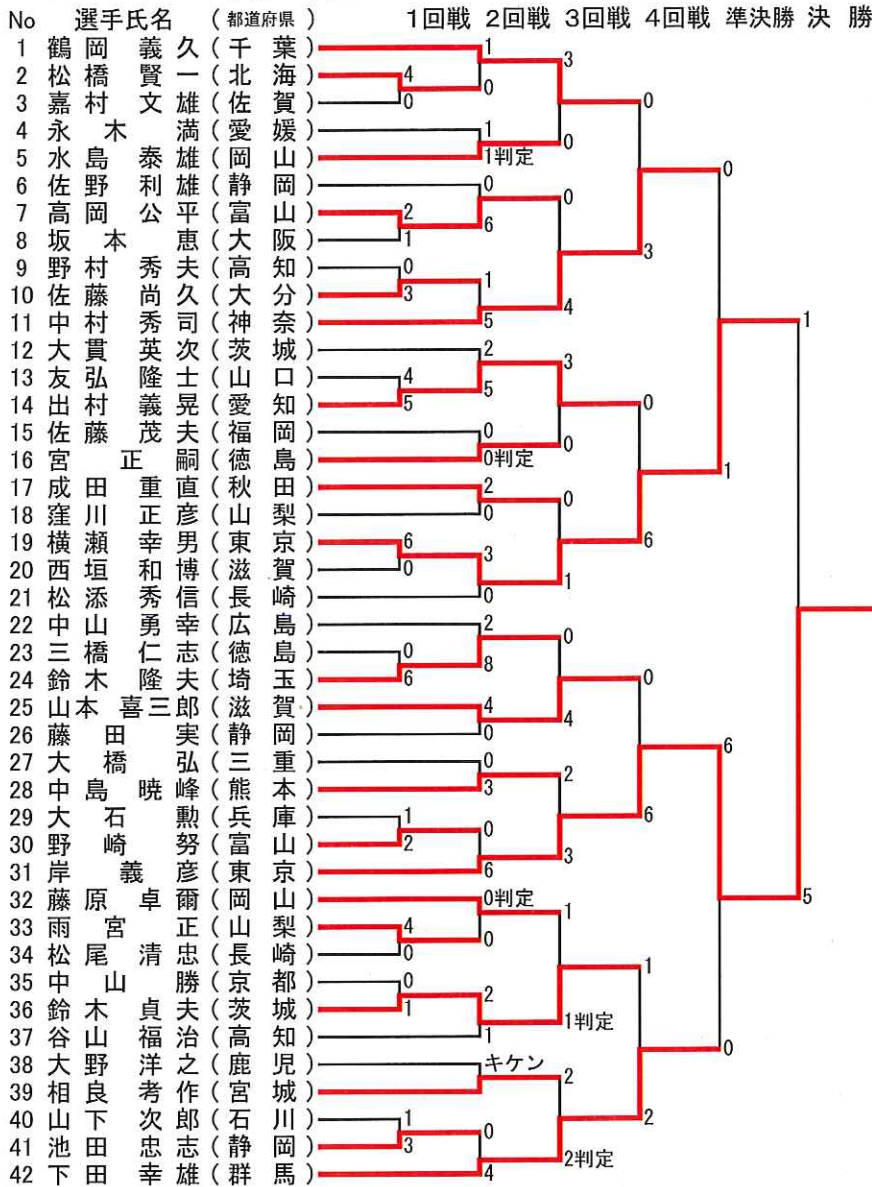 No 選手氏名 (都道府県) 1回戦 2回戦 3回戦 4回戦 準決勝 決勝
1 鶴岡義久(千葉) 1
3
2 松橋賢一(北海) 4
0
0
3 嘉村文雄(佐賀) 0
4 永木満(愛媛) 1
0
5 水島泰雄(岡山) 1判定
0
6 佐野利雄(静岡) 0
0
7 高岡公平(富山) 2
6
8 坂本恵(大阪) 1
3
9 野村秀夫(高知) 0
1
10 佐藤尚久(大分) 3
4
11 中村秀司(神奈) 5
1
12 大貫英次(茨城) 2
3
13 友弘隆士(山口) 4
5
14 出村義晃(愛知) 5
0
15 佐藤茂夫(福岡) 0
0
16 宮正嗣(徳島) 0判定
1
17 成田重直(秋田) 2
0
18 窪川正彦(山梨) 0
19 横瀬幸男(東京) 6
6
3
20 西垣和博(滋賀) 0
1
21 松添秀信(長崎) 0
22 中山勇幸(広島) 2
0
23 三橋仁志(徳島) 0
8
24 鈴木隆夫(埼玉) 6
0
25 山本喜三郎(滋賀) 4
4
26 藤田実(静岡) 0
6
27 大橋弘(三重) 0
2
28 中島暁峰(熊本) 3
29 大石勲(兵庫) 1
6
0
30 野崎努(富山) 2
3
31 岸義彦(東京) 6
32 藤原卓爾(岡山) 0判定
1
5
33 雨宮正(山梨) 4
0
34 松尾清忠(長崎) 0
1
35 中山勝(京都) 0
2
36 鈴木貞夫(茨城) 1
1判定
37 谷山福治(高知) 1
0
38 大野洋之(鹿児) キケン
2
39 相良考作(宮城)
40 山下次郎(石川) 1
2
0
41 池田忠志(静岡) 3
2判定
42 下田幸雄(群馬) 4